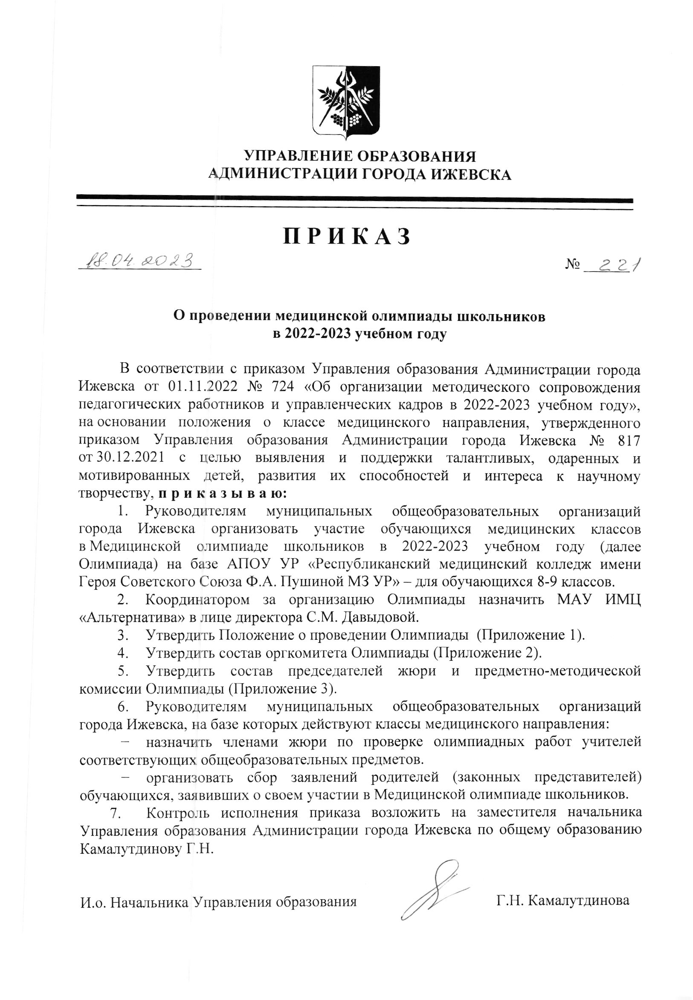 УПРАВЛЕНИЕ ОБРАЗОВАНИЯ
АДМИНИСТРАЦИИ ГОРОДА ИЖЕВСКА
П Р И К А З
18.04.2023
№ 221
О проведении медицинской олимпиады школьников
в 2022-2023 учебном году
В соответствии с приказом Управления образования Администрации города
Ижевска от 01.11.2022 № 724 «Об организации методического сопровождения
педагогических работников и управленческих кадров в 2022-2023 учебном году»,
на основании положения о классе медицинского направления, утвержденного
приказом Управления образования Администрации города Ижевска № 817
от 30.12.2021 с целью выявления и поддержки талантливых, одаренных и
мотивированных детей, развития их способностей и интереса к научному
творчеству, п р и к а з ы в а ю:
1. Руководителям муниципальных общеобразовательных организаций
города Ижевска организовать участие обучающихся медицинских классов
в Медицинской олимпиаде школьников в 2022-2023 учебном году (далее
Олимпиада) на базе АПОУ УР «Республиканский медицинский колледж имени
Героя Советского Союза Ф.А. Пушиной МЗ УР» – для обучающихся 8-9 классов.
2. Координатором за организацию Олимпиады назначить МАУ ИМЦ
«Альтернатива» в лице директора С.М. Давыдовой.
3. Утвердить Положение о проведении Олимпиады (Приложение 1).
4. Утвердить состав оргкомитета Олимпиады (Приложение 2).
5. Утвердить состав председателей жюри и предметно-методической
комиссии Олимпиады (Приложение 3).
6. Руководителям муниципальных общеобразовательных организаций
города Ижевска, на базе которых действуют классы медицинского направления:
− назначить членами жюри по проверке олимпиадных работ учителей
соответствующих общеобразовательных предметов.
− организовать сбор заявлений родителей (законных представителей)
обучающихся, заявивших о своем участии в Медицинской олимпиаде школьников.
7. Контроль исполнения приказа возложить на заместителя начальника
Управления образования Администрации города Ижевска по общему образованию
Камалутдинову Г.Н.
И.о. Начальника Управления образования
Г.Н. Камалутдинова